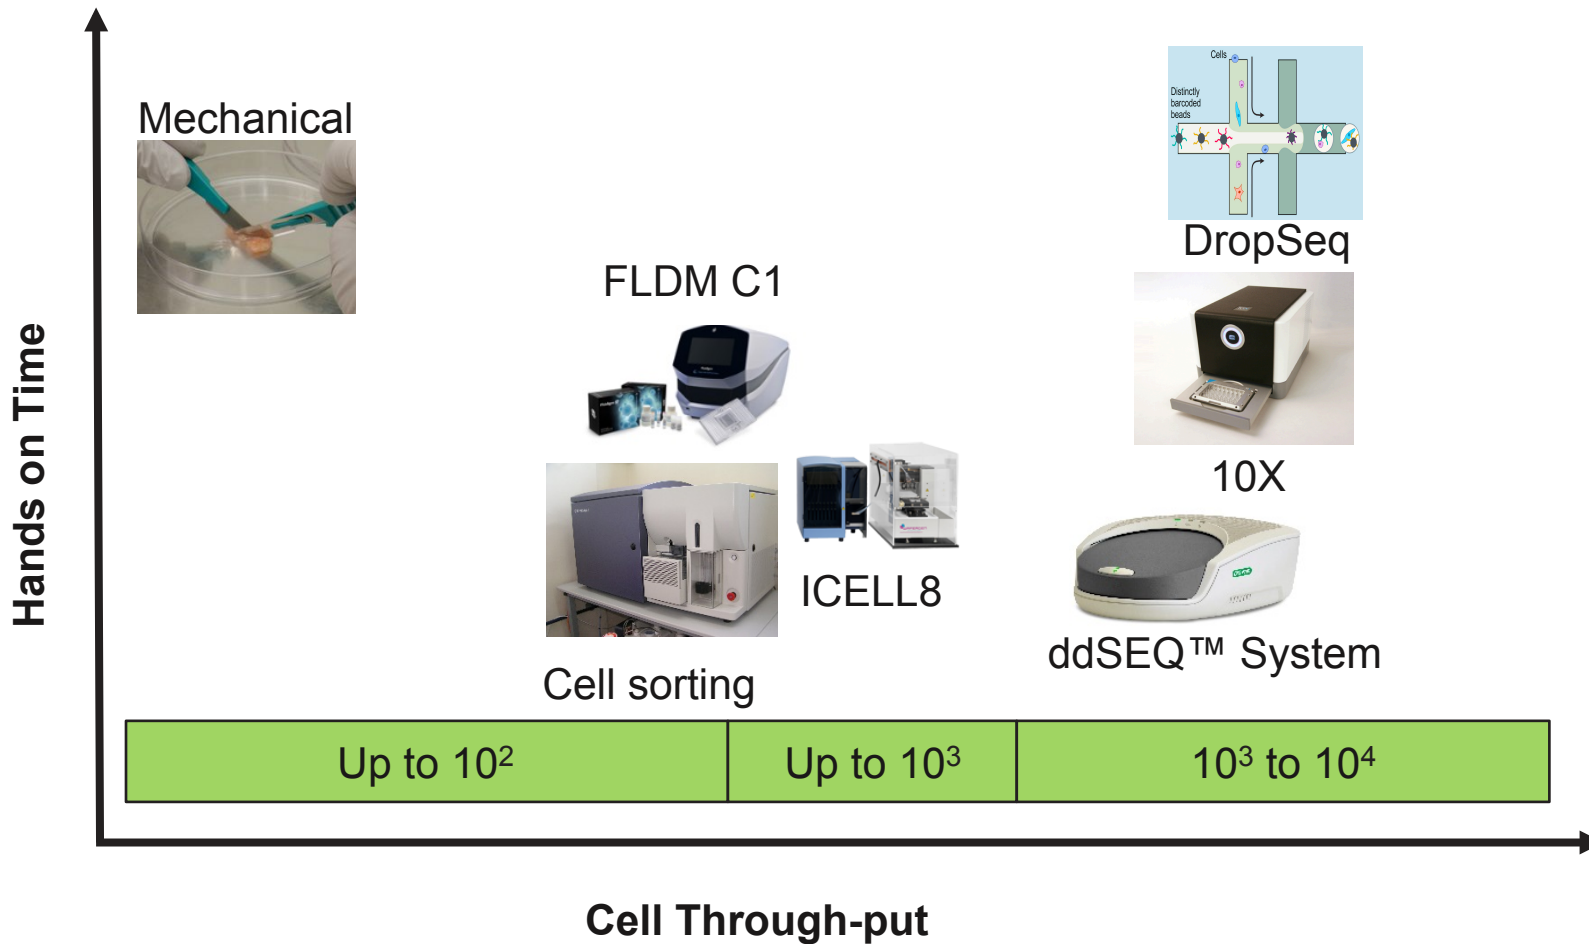 Hands on Time
Mechanical
Cells
Distinctly
barcoded
beads
DropSeq
FLDM C1
10X
ICELL8
ddSEQ™ System
Cell sorting
Up to 10²
Up to 10³
10³ to 10⁴
Cell Through-put